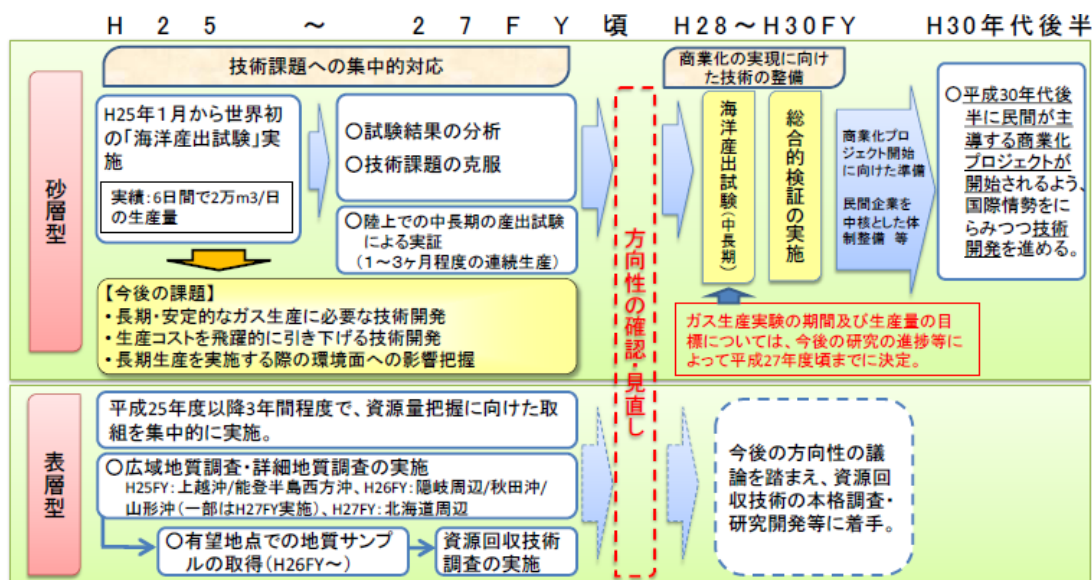 H25～27FY頃
H28～H30FY
H30年代後半
砂層型
技術課題への集中的対応
H25年1月から世界初
の「海洋産出試験」実
施
実績：6日間で2万m3/日
の生産量
〇試験結果の分析
〇技術課題の克服
〇陸上での中長期の産出試験
による実証
（1～3ヶ月程度の連続生産）
【今後の課題】
・長期・安定的なガス生産に必要な技術開発
・生産コストを飛躍的に引き下げる技術開発
・長期生産を実施する際の環境面への影響把握
方向性の確認・見直し
商業化の実現に向け
た技術の整備
海洋産出試験（中長期）
総合的検証の実施
商業化プロ
ジェクト開始
に向けた準備
民間企業を
中核とした体
制整備 等
〇平成30年代後
半に民間が主
導する商業化
プロジェクトが
開始されるよう、
国際情勢をに
らみつつ技術
開発を進める。
ガス生産実験の期間及び生産量の目
標については、今後の研究の進捗等に
よって平成27年度頃までに決定。
表層型
平成25年度以降3年間程度で、資源量把握に向けた取
組を集中的に実施。
〇広域地質調査・詳細地質調査の実施
H25FY：上越沖/能登半島西方沖、H26FY：隠岐周辺/秋田沖/
山形沖（一部はH27FY実施）、H27FY：北海道周辺
〇有望地点での地質サンプ
ルの取得（H26FY～）
資源回収技術
調査の実施
今後の方向性の議
論を踏まえ、資源回
収技術の本格調査・
研究開発等に着手。